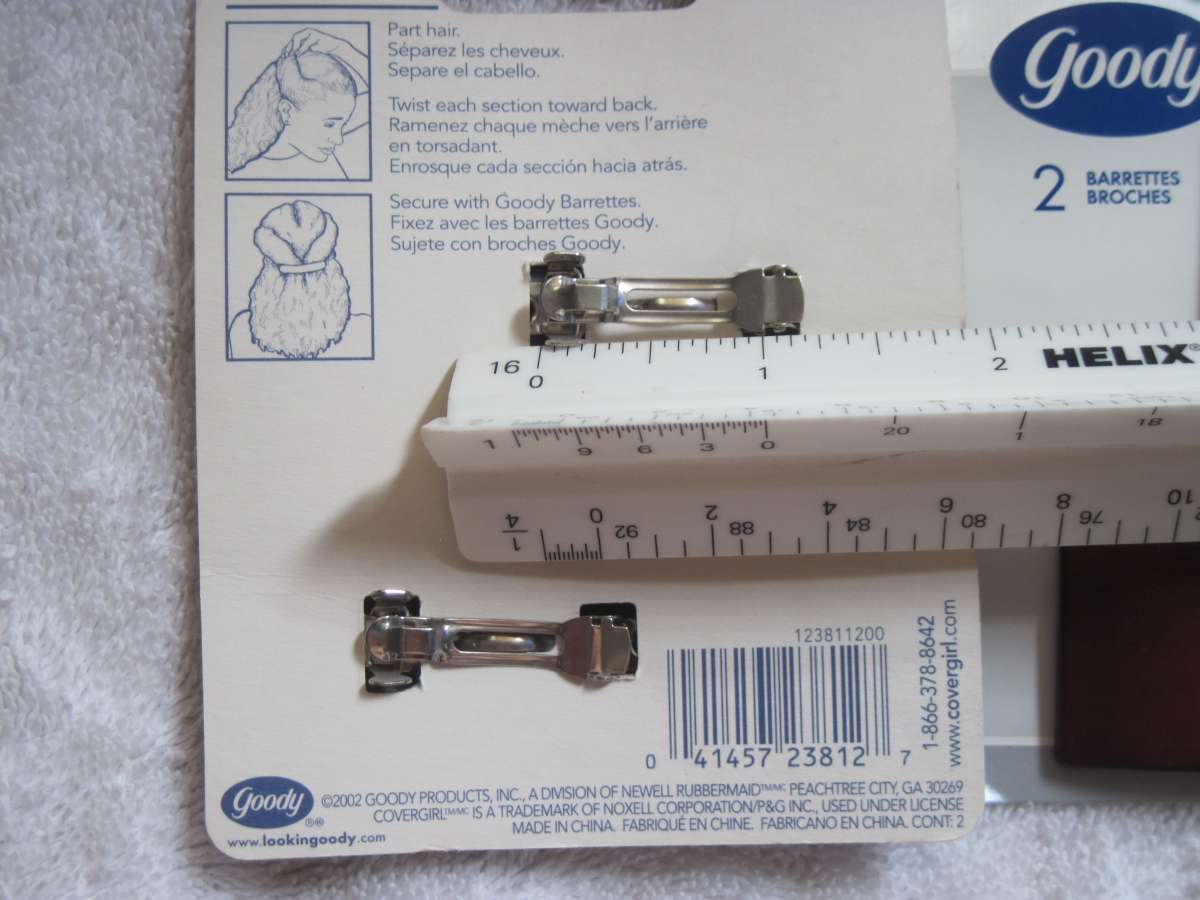 Part hair.
Séparez les cheveux.
Separe el cabello.
Twist each section toward back.
Ramenez chaque mèche vers l'arrière
en torsadant.
Enrosque cada sección hacia atrás.
Secure with Goody Barrettes.
Fixez avec les barrettes Goody.
Sujete con broches Goody.
Goody
2 BARRETTES
BROCHES
16 0 1 2 HELIX®
1 9 6 3 0 20 1 18
1/4 0 92 2 88 4 84 6 80 8 76 10
123811200
0 41457 23812 7
1-866-378-8642
www.covergirl.com
Goody ®®
©2002 GOODY PRODUCTS, INC., A DIVISION OF NEWELL RUBBERMAID™/MC PEACHTREE CITY, GA 30269
COVERGIRL™/MC IS A TRADEMARK OF NOXELL CORPORATION/P&G INC., USED UNDER LICENSE
MADE IN CHINA. FABRIQUÉ EN CHINE. FABRICANO EN CHINA. CONT: 2
www.lookingoody.com